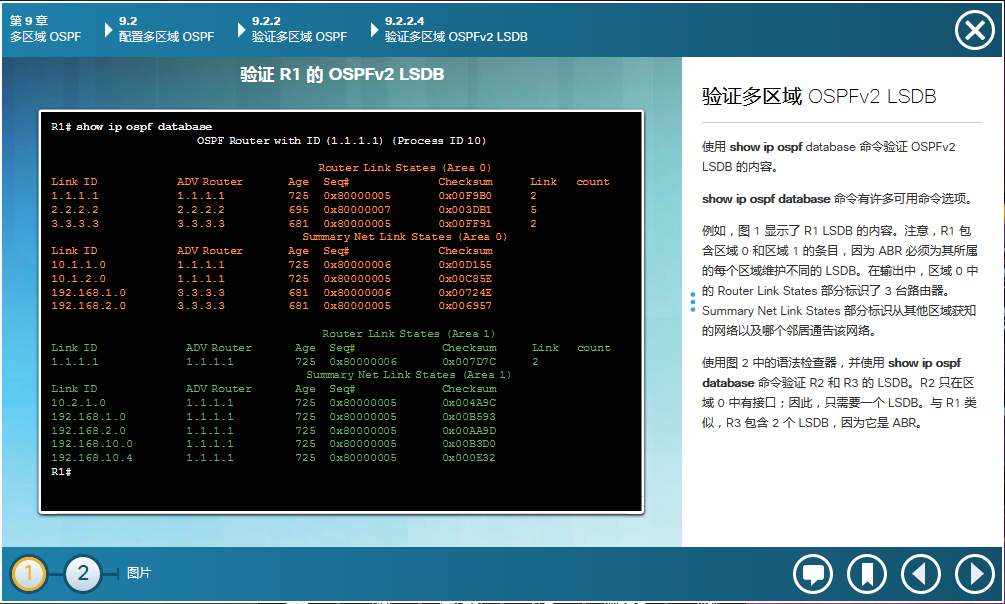 第 9 章
多区域 OSPF
9.2
配置多区域 OSPF
9.2.2
验证多区域 OSPF
9.2.2.4
验证多区域 OSPFv2 LSDB
验证 R1 的 OSPFv2 LSDB
R1# show ip ospf database
OSPF Router with ID (1.1.1.1) (Process ID 10)
Router Link States (Area 0)
Link ID ADV Router Age Seq# Checksum Link count
1.1.1.1 1.1.1.1 725 0x80000005 0x00F9B0 2
2.2.2.2 2.2.2.2 695 0x80000007 0x003DB1 5
3.3.3.3 3.3.3.3 681 0x80000005 0x00FF91 2
Summary Net Link States (Area 0)
Link ID ADV Router Age Seq# Checksum
10.1.1.0 1.1.1.1 725 0x80000006 0x00D155
10.1.2.0 1.1.1.1 725 0x80000005 0x00C85E
192.168.1.0 3.3.3.3 681 0x80000006 0x00724E
192.168.2.0 3.3.3.3 681 0x80000005 0x006957
Router Link States (Area 1)
Link ID ADV Router Age Seq# Checksum Link count
1.1.1.1 1.1.1.1 725 0x80000006 0x007D7C 2
Summary Net Link States (Area 1)
Link ID ADV Router Age Seq# Checksum
10.2.1.0 1.1.1.1 725 0x80000005 0x004A9C
192.168.1.0 1.1.1.1 725 0x80000005 0x00B593
192.168.2.0 1.1.1.1 725 0x80000005 0x00AA9D
192.168.10.0 1.1.1.1 725 0x80000005 0x00B3D0
192.168.10.4 1.1.1.1 725 0x80000005 0x000E32
R1#
验证多区域 OSPFv2 LSDB
使用 show ip ospf database 命令验证 OSPFv2
LSDB 的内容。
show ip ospf database 命令有许多可用命令选项。
例如，图 1 显示了 R1 LSDB 的内容。注意，R1 包
含区域 0 和区域 1 的条目，因为 ABR 必须为其所属
的每个区域维护不同的 LSDB。在输出中，区域 0 中
的 Router Link States 部分标识了 3 台路由器。
Summary Net Link States 部分标识从其他区域获知
的网络以及哪个邻居通告该网络。
使用图 2 中的语法检查器，并使用 show ip ospf
database 命令验证 R2 和 R3 的 LSDB。R2 只在区
域 0 中有接口；因此，只需要一个 LSDB。与 R1 类
似，R3 包含 2 个 LSDB，因为它是 ABR。
1
2
图片